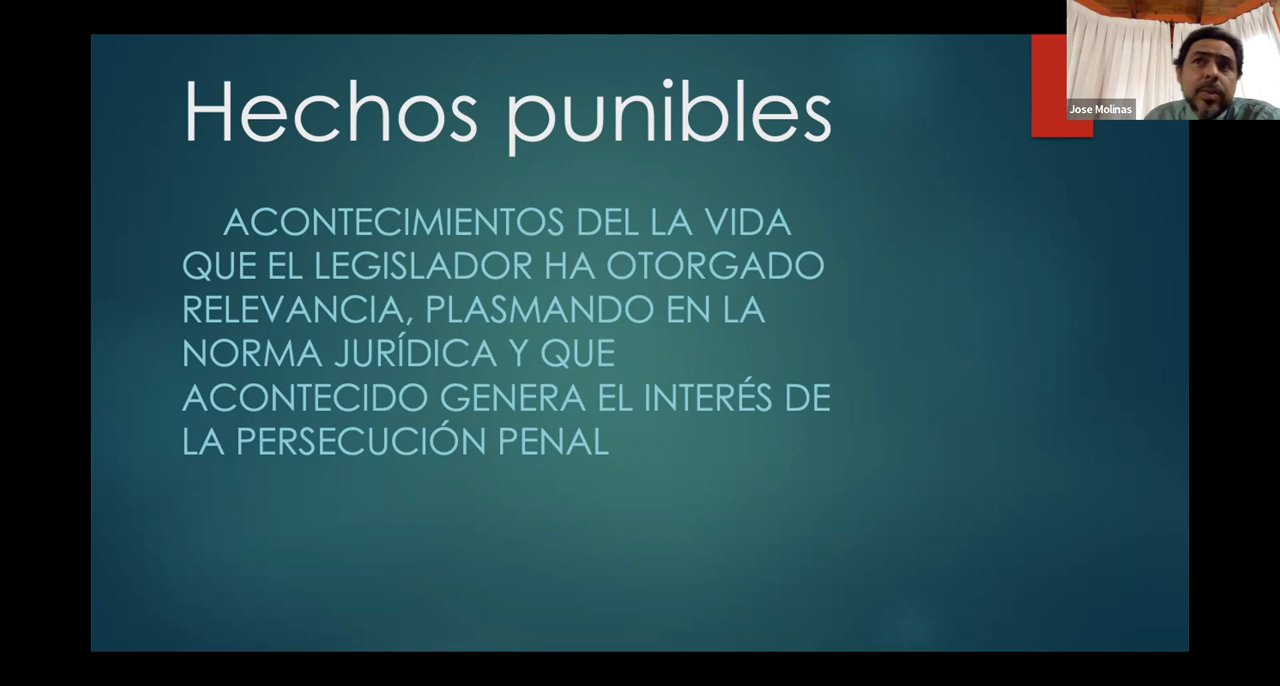 Hechos punibles
Jose Molinas
ACONTECIMIENTOS DEL LA VIDA
QUE EL LEGISLADOR HA OTORGADO
RELEVANCIA, PLASMANDO EN LA
NORMA JURÍDICA Y QUE
ACONTECIDO GENERA EL INTERÉS DE
LA PERSECUCIÓN PENAL